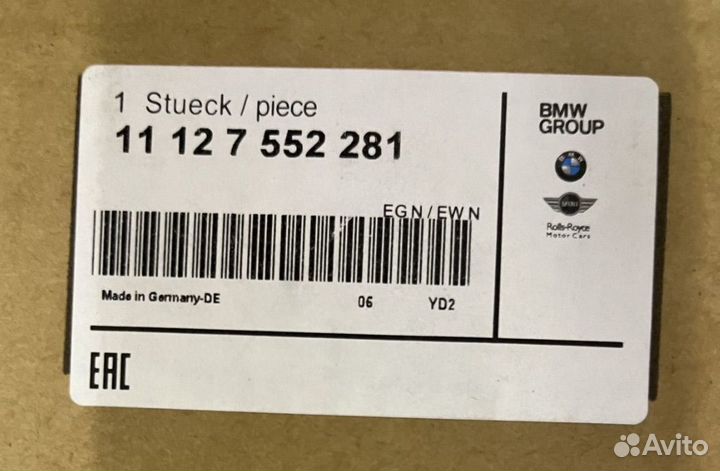 1 Stueck / piece
11 12 7 552 281
EGN/EWN
Made in Germany-DE 06 YD2
EAC
BMW
GROUP
Rolls-Royce
Motor Cars
Avito